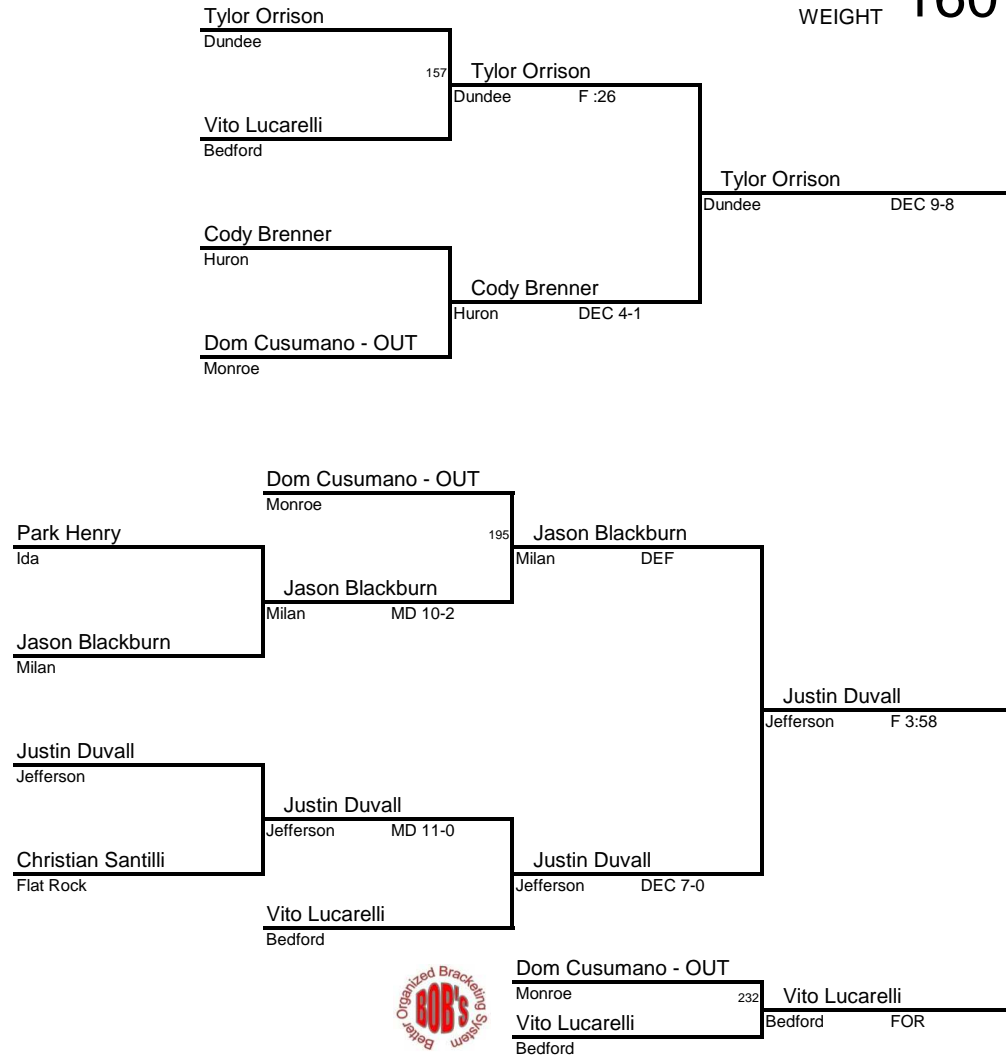 WEIGHT 160
Tylor Orrison
Dundee
157 Tylor Orrison
Dundee F :26
Vito Lucarelli
Bedford
Tylor Orrison
Dundee DEC 9-8
Cody Brenner
Huron
Cody Brenner
Huron DEC 4-1
Dom Cusumano - OUT
Monroe
Dom Cusumano - OUT
Monroe
Park Henry
Ida
195 Jason Blackburn
Milan DEF
Jason Blackburn
Milan MD 10-2
Jason Blackburn
Milan
Justin Duvall
Jefferson F 3:58
Justin Duvall
Jefferson
Justin Duvall
Jefferson MD 11-0
Christian Santilli
Flat Rock
Justin Duvall
Jefferson DEC 7-0
Vito Lucarelli
Bedford
Better Organized Bracketing System
BOB'S
Dom Cusumano - OUT
Monroe
232 Vito Lucarelli
Bedford FOR
Vito Lucarelli
Bedford